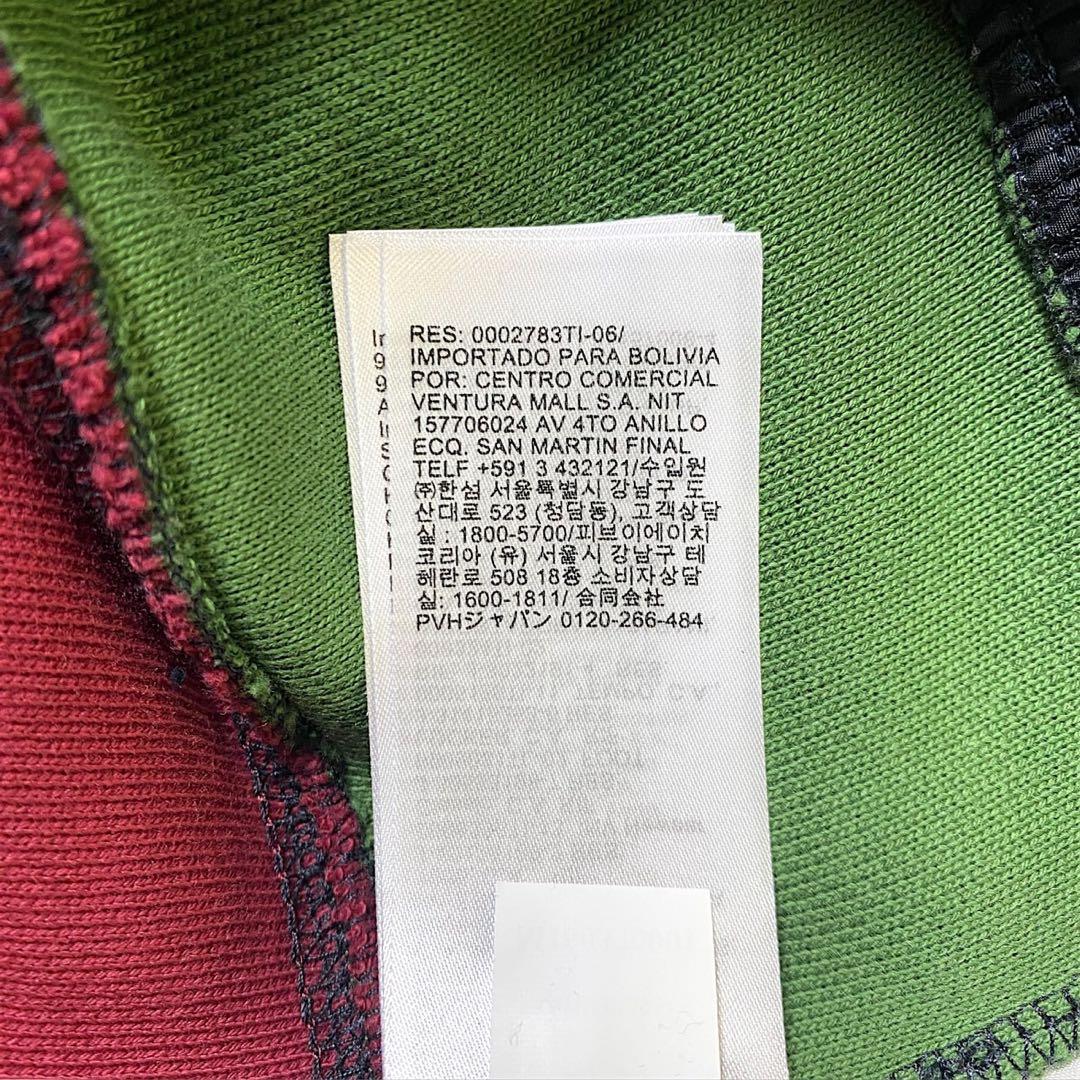 RES: 0002783TI-06/
IMPORTADO PARA BOLIVIA
POR: CENTRO COMERCIAL
VENTURA MALL S.A. NIT
157706024 AV 4TO ANILLO
ECQ. SAN MARTIN FINAL
TELF +591 3 432121/수입원
㈜한섬 서울특별시 강남구 도
산대로 523 (청담동), 고객상담
실 : 1800-5700/피브이에이치
코리아 (유) 서울시 강남구 테
헤란로 508 18층 소비자상담
실: 1600-1811/ 合同会社
PVHジャパン 0120-266-484